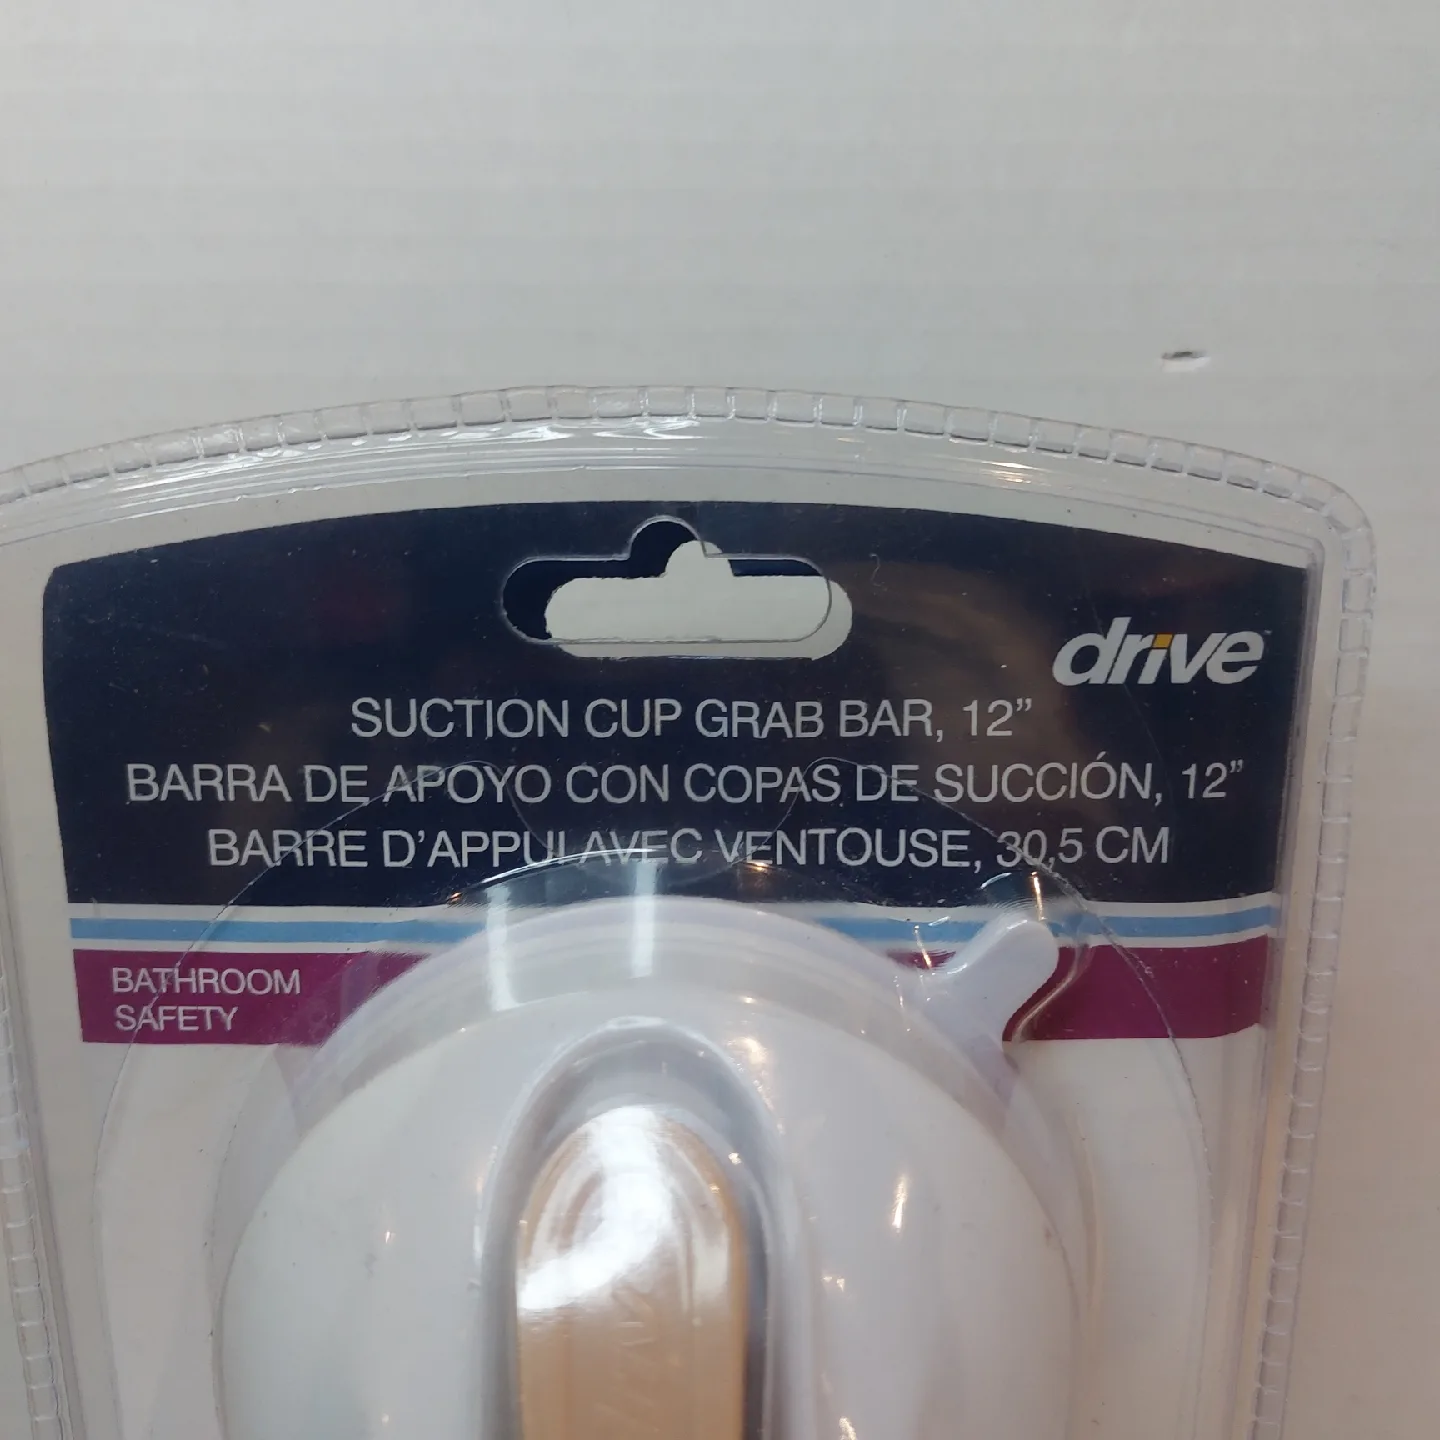 drive™
SUCTION CUP GRAB BAR, 12”
BARRA DE APOYO CON COPAS DE SUCCIÓN, 12”
BARRE D’APPUI AVEC VENTOUSE, 30,5 CM
BATHROOM
SAFETY